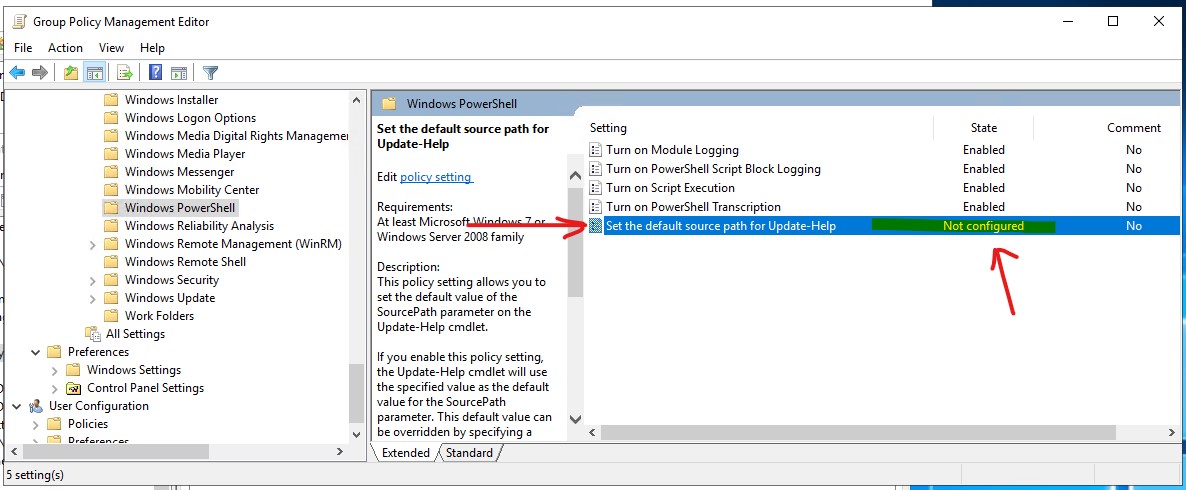 Group Policy Management Editor
File Action View Help
Windows Installer
Windows Logon Options
Windows Media Digital Rights Managemer
Windows Media Player
Windows Messenger
Windows Mobility Center
Windows PowerShell
Windows Reliability Analysis
Windows Remote Management (WinRM)
Windows Remote Shell
Windows Security
Windows Update
Work Folders
All Settings
Preferences
Windows Settings
Control Panel Settings
User Configuration
Policies
Preferences
Windows PowerShell
Set the default source path for
Update-Help
Edit policy setting
Requirements:
At least Microsoft Windows 7 or
Windows Server 2008 family
Description:
This policy setting allows you to
set the default value of the
SourcePath parameter on the
Update-Help cmdlet.
If you enable this policy setting,
the Update-Help cmdlet will use
the specified value as the default
value for the SourcePath
parameter. This default value can
be overridden by specifying a
Setting State Comment
Turn on Module Logging Enabled No
Turn on PowerShell Script Block Logging Enabled No
Turn on Script Execution Enabled No
Turn on PowerShell Transcription Enabled No
Set the default source path for Update-Help Not configured No
Extended Standard
5 setting(s)